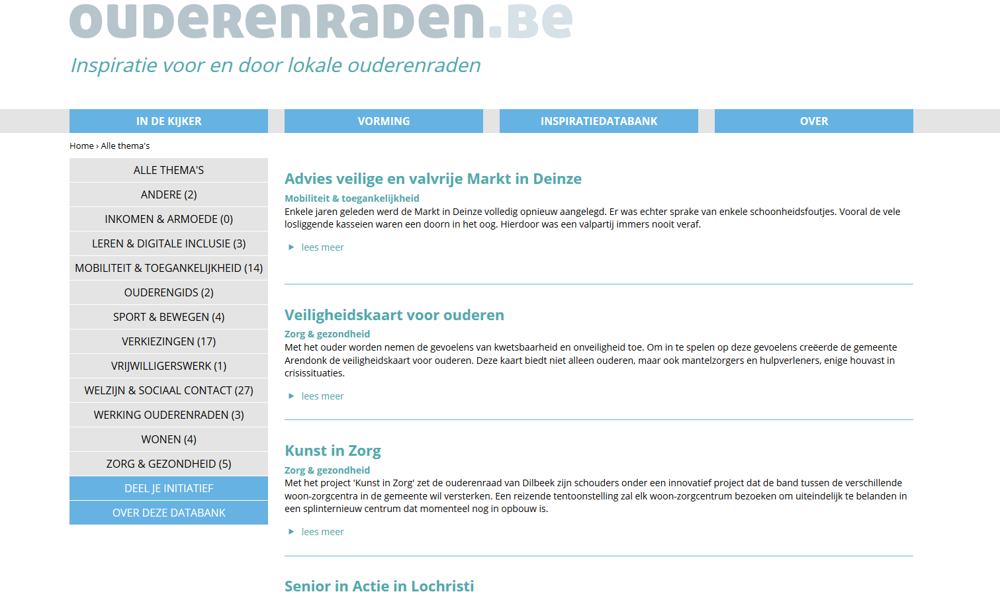 OUDERENRADEN.BE
Inspiratie voor en door lokale ouderenraden
IN DE KIJKER
VORMING
INSPIRATIEDATABANK
OVER
Home › Alle thema's
ALLE THEMA'S
ANDERE (2)
INKOMEN & ARMOEDE (0)
LEREN & DIGITALE INCLUSIE (3)
MOBILITEIT & TOEGANKELIJKHEID (14)
OUDERENGIDS (2)
SPORT & BEWEGEN (4)
VERKIEZINGEN (17)
VRIJWILLIGERSWERK (1)
WELZIJN & SOCIAAL CONTACT (27)
WERKING OUDERENRADEN (3)
WONEN (4)
ZORG & GEZONDHEID (5)
DEEL JE INITIATIEF
OVER DEZE DATABANK
Advies veilige en valvrije Markt in Deinze
Mobiliteit & toegankelijkheid
Enkele jaren geleden werd de Markt in Deinze volledig opnieuw aangelegd. Er was echter sprake van enkele schoonheidsfoutjes. Vooral de vele
losliggende kasseien waren een doorn in het oog. Hierdoor was een valpartij immers nooit veraf.
lees meer
Veiligheidskaart voor ouderen
Zorg & gezondheid
Met het ouder worden nemen de gevoelens van kwetsbaarheid en onveiligheid toe. Om in te spelen op deze gevoelens creëerde de gemeente
Arendonk de veiligheidskaart voor ouderen. Deze kaart biedt niet alleen ouderen, maar ook mantelzorgers en hulpverleners, enige houvast in
crisissituaties.
lees meer
Kunst in Zorg
Zorg & gezondheid
Met het project 'Kunst in Zorg' zet de ouderenraad van Dilbeek zijn schouders onder een innovatief project dat de band tussen de verschillende
woon-zorgcentra in de gemeente wil versterken. Een reizende tentoonstelling zal elk woon-zorgcentrum bezoeken om uiteindelijk te belanden in
een splinternieuw centrum dat momenteel nog in opbouw is.
lees meer
Senior in Actie in Lochristi